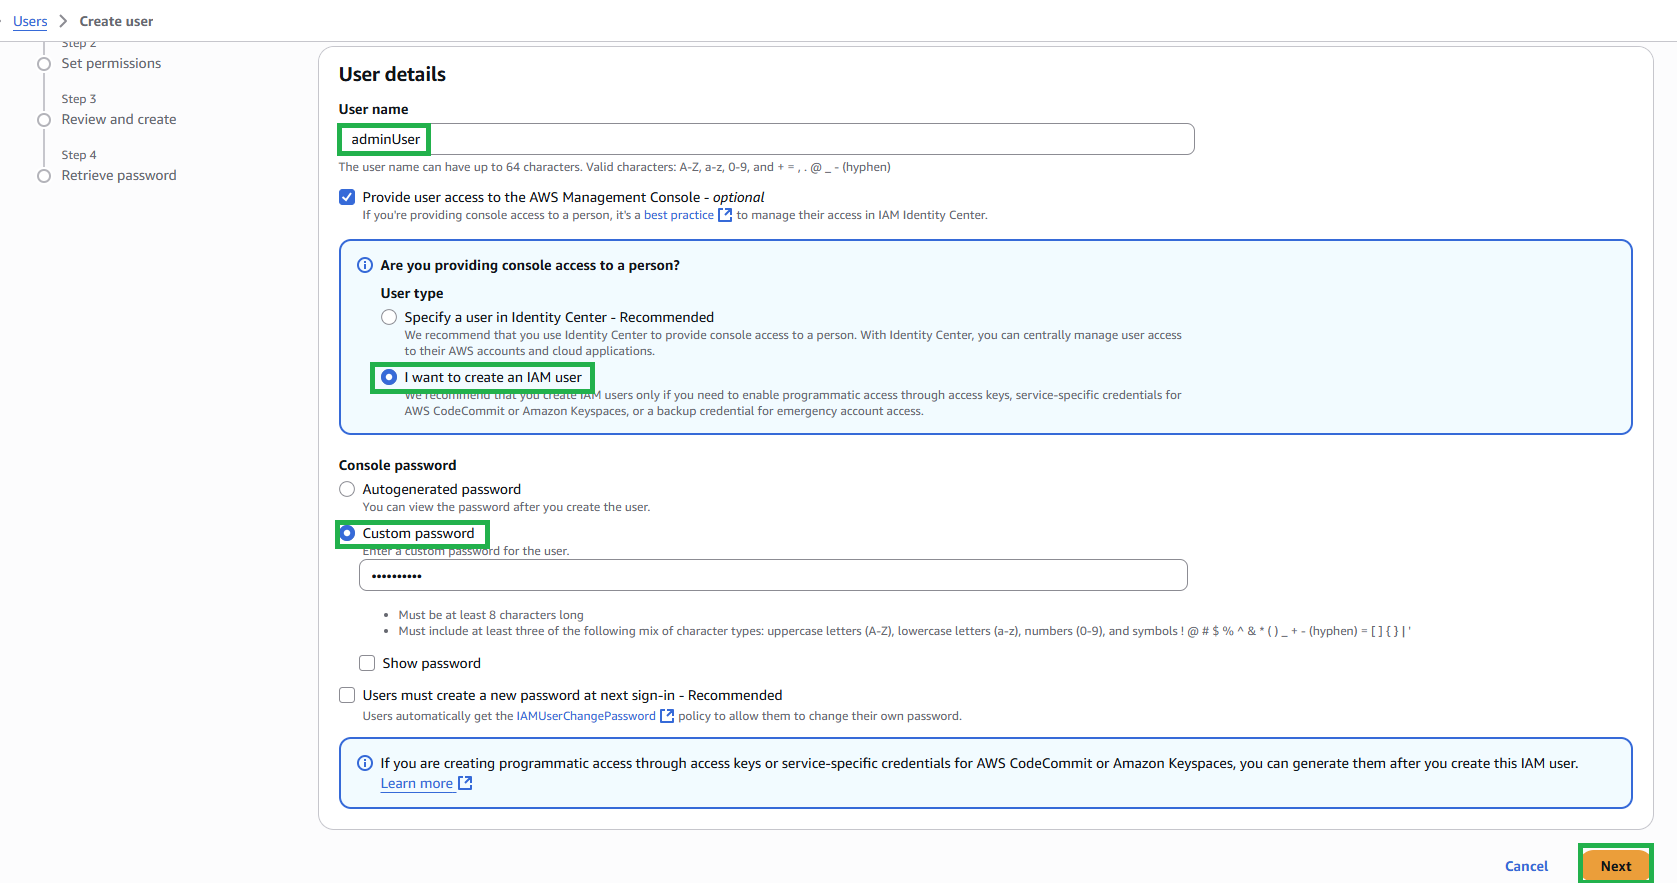 Users > Create user
Step 2
Set permissions
Step 3
Review and create
Step 4
Retrieve password
User details
User name
adminUser
The user name can have up to 64 characters. Valid characters: A-Z, a-z, 0-9, and + = , . @ _ - (hyphen)
Provide user access to the AWS Management Console - optional
If you're providing console access to a person, it's a best practice to manage their access in IAM Identity Center.
Are you providing console access to a person?
User type
Specify a user in Identity Center - Recommended
We recommend that you use Identity Center to provide console access to a person. With Identity Center, you can centrally manage user access
to their AWS accounts and cloud applications.
I want to create an IAM user
We recommend that you create IAM users only if you need to enable programmatic access through access keys, service-specific credentials for
AWS CodeCommit or Amazon Keyspaces, or a backup credential for emergency account access.
Console password
Autogenerated password
You can view the password after you create the user.
Custom password
Enter a custom password for the user.
••••••••••
• Must be at least 8 characters long
• Must include at least three of the following mix of character types: uppercase letters (A-Z), lowercase letters (a-z), numbers (0-9), and symbols ! @ # $ % ^ & * ( ) _ + - (hyphen) = [ ] { } | '
Show password
Users must create a new password at next sign-in - Recommended
Users automatically get the IAMUserChangePassword policy to allow them to change their own password.
If you are creating programmatic access through access keys or service-specific credentials for AWS CodeCommit or Amazon Keyspaces, you can generate them after you create this IAM user.
Learn more
Cancel
Next